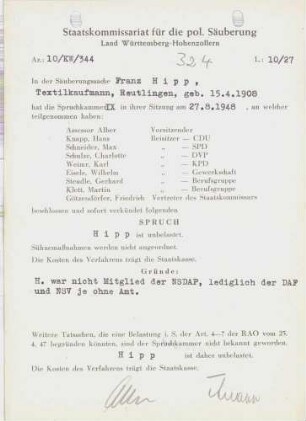 Staatskommissariat für die pol. Säuberung
Land Württemberg-Hohenzollern
Az.: 10/KW/344 324 L: 10/27
In der Säuberungssache Franz Hipp,
Textilkaufmann, Reutlingen, geb. 15.4.1908
hat die Spruchkammer IX in ihrer Sitzung am 27.8.1948 , an welcher
teilgenommen haben:
Assessor Alber Vorsitzender
Knapp, Hans Beisitzer — CDU
Schneider, Max „ — SPD
Schulze, Charlotte „ — DVP
Wezel, Karl „ — KPD
Eisele, Wilhelm „ — Gewerkschaft
Steudle, Gerhard „ — Berufsgruppe
Klett, Martin „ — Berufsgruppe
Götzendörfer, Friedrich Vertreter des Staatskommissars
beschlossen und sofort verkündet folgenden
SPRUCH
Hipp ist unbelastet.
Sühnemaßnahmen werden nicht angeordnet.
Die Kosten des Verfahrens trägt die Staatskasse.
Gründe:
H. war nicht Mitglied der NSDAP, lediglich der DAF
und NSV je ohne Amt.
Weitere Tatsachen, die eine Belastung i. S. der Art. 4—7 der RAO vom 25.
4. 47 begründen könnten, sind der Spruchkammer nicht bekannt geworden.
Hipp ist daher unbelastet.
Die Kosten des Verfahrens trägt die Staatskasse.